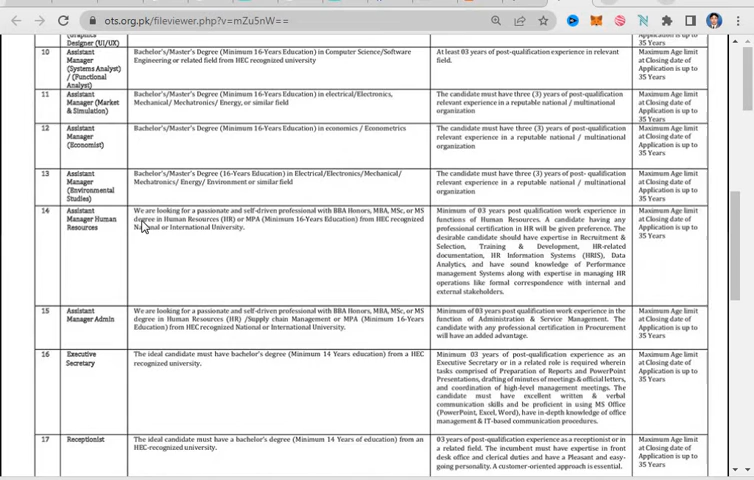 ots.org.pk/fileviewer.php?v=mZu5nW==
(Graphics
Designer (UI/UX)
Application is up to
35 Years
10
Assistant
Manager
(Systems Analyst)
/ (Functional
Analyst)
Bachelor's/Master's Degree (Minimum 16-Years Education) in Computer Science/Software
Engineering or related field from HEC recognized university
At least 03 years of post-qualification experience in relevant
field.
Maximum Age limit
at Closing date of
Application is up to
35 Years
11
Assistant
Manager (Market
& Simulation)
Bachelor's/Master's Degree (Minimum 16-Years Education) in electrical/Electronics,
Mechanical/ Mechatronics/ Energy, or similar field
The candidate must have three (3) years of post-qualification
relevant experience in a reputable national / multinational
organization
Maximum Age limit
at Closing date of
Application is up to
35 Years
12
Assistant
Manager
(Economist)
Bachelor's/Master's Degree (Minimum 16-Years Education) in economics / Econometrics
The candidate must have three (3) years of post-qualification
relevant experience in a reputable national / multinational
organization
Maximum Age limit
at Closing date of
Application is up to
35 Years
13
Assistant
Manager
(Environmental
Studies)
Bachelor's/Master's Degree (16-Years Education) in Electrical/Electronics/Mechanical/
Mechatronics/ Energy/ Environment or similar field
The candidate must have three (3) years of post- qualification
relevant experience in a reputable national / multinational
organization
Maximum Age limit
at Closing date of
Application is up to
35 Years
14
Assistant
Manager Human
Resources
We are looking for a passionate and self-driven professional with BBA Honors, MBA, MSc, or MS
degree in Human Resources (HR) or MPA (Minimum 16-Years Education) from HEC recognized
National or International University.
Minimum of 03 years post qualification work experience in
functions of Human Resources. A candidate having any
professional certification in HR will be given preference. The
desirable candidate should have expertise in Recruitment &
Selection, Training & Development, HR-related
documentation, HR Information Systems (HRIS), Data
Analytics, and have sound knowledge of Performance
management Systems along with expertise in managing HR
operations like formal correspondence with internal and
external stakeholders.
Maximum Age limit
at Closing date of
Application is up to
35 Years
15
Assistant
Manager Admin
We are looking for a passionate and self-driven professional with BBA Honors, MBA, MSc, or MS
degree in Human Resources (HR) /Supply chain Management or MPA (Minimum 16-Years
Education) from HEC recognized National or International University.
Minimum of 03 years post qualification work experience in the
function of Administration & Service Management. The
candidate with any professional certification in Procurement
will have an added advantage.
Maximum Age limit
at Closing date of
Application is up to
35 Years
16
Executive
Secretary
The ideal candidate must have bachelor's degree (Minimum 14 Years education) from a HEC
recognized university.
Minimum 03 years of post-qualification experience as an
Executive Secretary or in a related role is required wherein
tasks comprised of Preparation of Reports and PowerPoint
Presentations, drafting of minutes of meetings & official letters,
and coordination of high-level management meetings. The
candidate must have excellent written & verbal
communication skills and be proficient in using MS Office
(PowerPoint, Excel, Word), have in-depth knowledge of office
management & IT-based communication procedures.
Maximum Age limit
at Closing date of
Application is up to
35 Years
17
Receptionist
The ideal candidate must have a bachelor's degree (Minimum 14 Years of education) from an
HEC-recognized university.
03 years of post-qualification experience as a receptionist or in
a related field. The incumbent must have expertise in front
desk office and clerical duties and have a Pleasant and easy-
going personality. A customer-oriented approach is essential.
Maximum Age limit
at Closing date of
Application is up to
35 Years